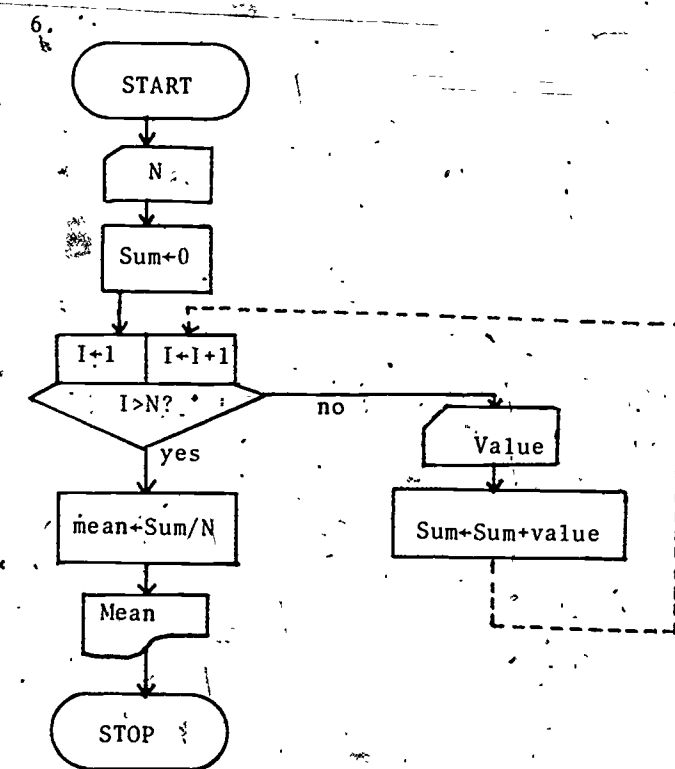 6.
START
N
Sum←0
I←1 I←I+1
I>N?
no
yes
Value
Sum←Sum+value
mean←Sum/N
Mean
STOP